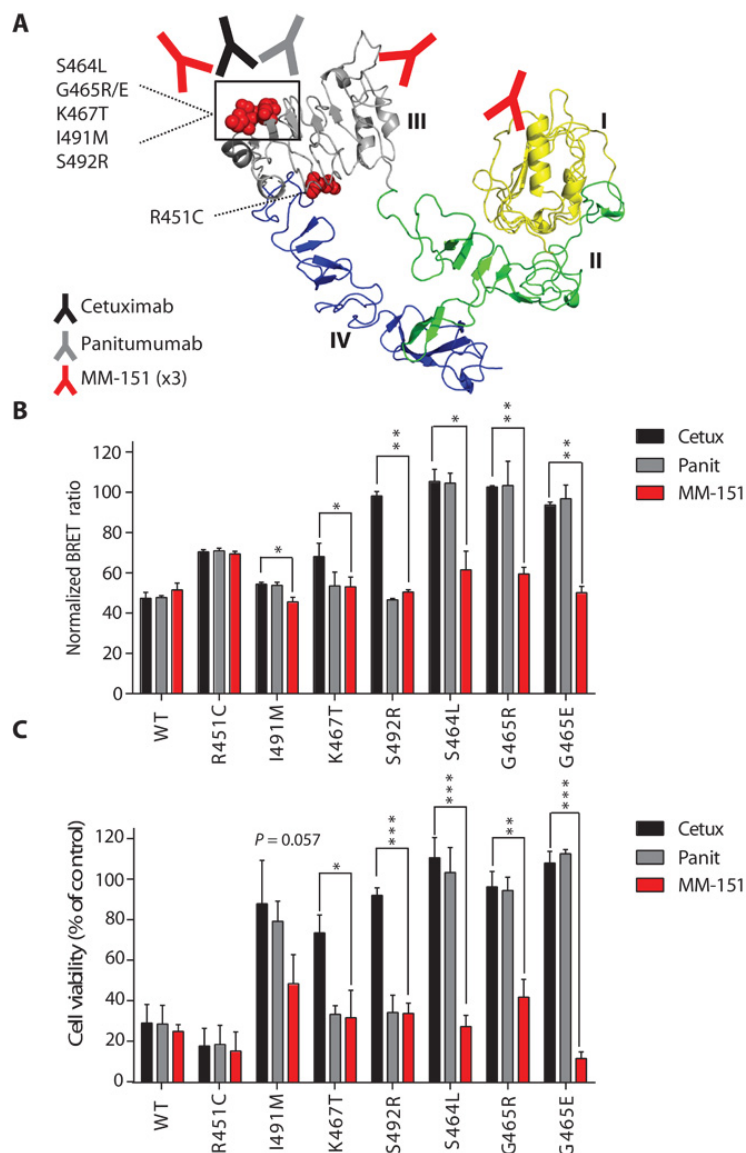 A
S464L
G465R/E
K467T
I491M
S492R
R451C
III
I
II
IV
Cetuximab
Panitumumab
MM-151 (x3)
B
Normalized BRET ratio
120
100
80
60
40
20
0
*
*
**
*
**
**
Cetux
Panit
MM-151
WT
R451C
I491M
K467T
S492R
S464L
G465R
G465E
C
Cell viability (% of control)
120
100
80
60
40
20
0
P = 0.057
*
***
***
**
***
Cetux
Panit
MM-151
WT
R451C
I491M
K467T
S492R
S464L
G465R
G465E